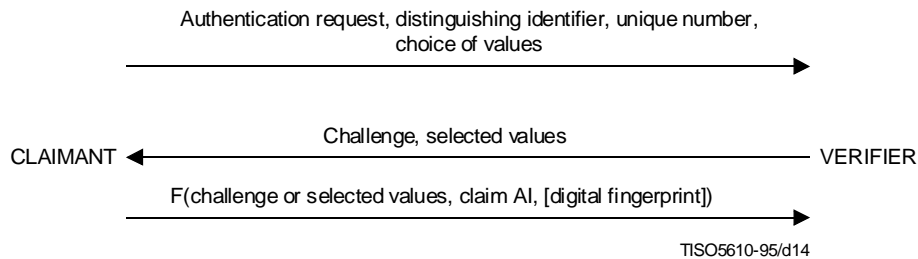 Authentication request, distinguishing identifier, unique number,
choice of values
Challenge, selected values
CLAIMANT
VERIFIER
F(challenge or selected values, claim AI, [digital fingerprint])
TISO5610-95/d14